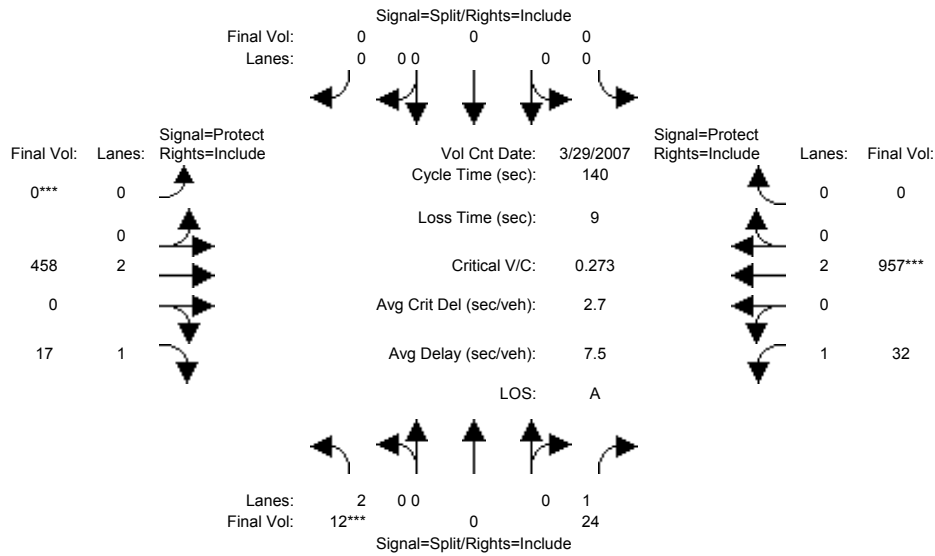 Signal=Split/Rights=Include
Final Vol: 0 0 0
Lanes: 0 0 0 0 0
Signal=Protect Signal=Protect
Final Vol: Lanes: Rights=Include Vol Cnt Date: 3/29/2007 Rights=Include Lanes: Final Vol:
Cycle Time (sec): 140
0*** 0 0 0
Loss Time (sec): 9
0 0
458 2 Critical V/C: 0.273 2 957***
0 Avg Crit Del (sec/veh): 2.7 0
17 1 Avg Delay (sec/veh): 7.5 1 32
LOS: A
Lanes: 2 0 0 0 1
Final Vol: 12*** 0 24
Signal=Split/Rights=Include